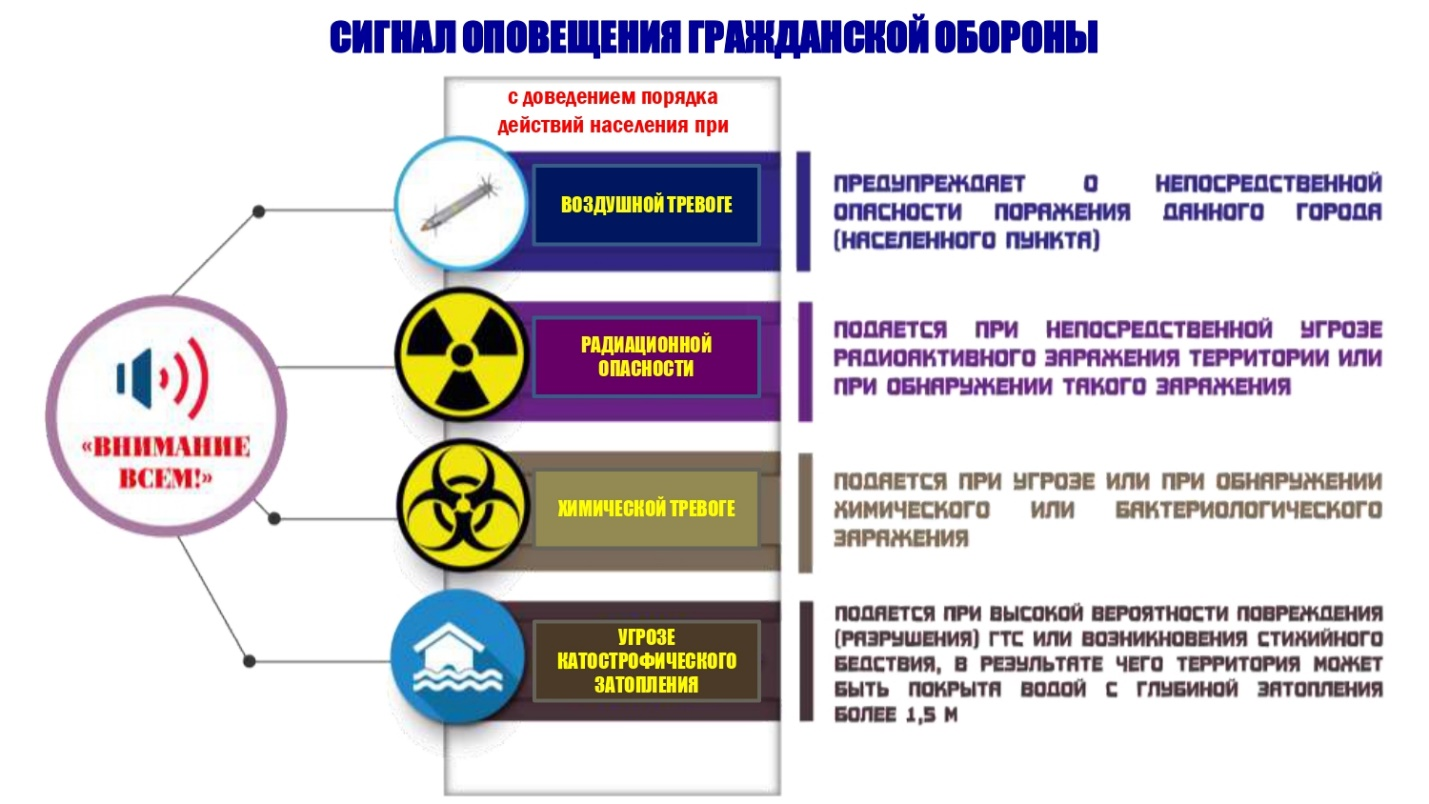 СИГНАЛ ОПОВЕЩЕНИЯ ГРАЖДАНСКОЙ ОБОРОНЫ
с доведением порядка
действий населения при
«ВНИМАНИЕ
ВСЕМ!»
ВОЗДУШНОЙ ТРЕВОГЕ
ПРЕДУПРЕЖДАЕТ О НЕПОСРЕДСТВЕННОЙ
ОПАСНОСТИ ПОРАЖЕНИЯ ДАННОГО ГОРОДА
(НАСЕЛЕННОГО ПУНКТА)
РАДИАЦИОННОЙ
ОПАСНОСТИ
ПОДАЕТСЯ ПРИ НЕПОСРЕДСТВЕННОЙ УГРОЗЕ
РАДИОАКТИВНОГО ЗАРАЖЕНИЯ ТЕРРИТОРИИ ИЛИ
ПРИ ОБНАРУЖЕНИИ ТАКОГО ЗАРАЖЕНИЯ
ХИМИЧЕСКОЙ ТРЕВОГЕ
ПОДАЕТСЯ ПРИ УГРОЗЕ ИЛИ ПРИ ОБНАРУЖЕНИИ
ХИМИЧЕСКОГО ИЛИ БАКТЕРИОЛОГИЧЕСКОГО
ЗАРАЖЕНИЯ
УГРОЗЕ
КАТОСТРОФИЧЕСКОГО
ЗАТОПЛЕНИЯ
ПОДАЕТСЯ ПРИ ВЫСОКОЙ ВЕРОЯТНОСТИ ПОВРЕЖДЕНИЯ
(РАЗРУШЕНИЯ) ГТС ИЛИ ВОЗНИКНОВЕНИЯ СТИХИЙНОГО
БЕДСТВИЯ, В РЕЗУЛЬТАТЕ ЧЕГО ТЕРРИТОРИЯ МОЖЕТ
БЫТЬ ПОКРЫТА ВОДОЙ С ГЛУБИНОЙ ЗАТОПЛЕНИЯ
БОЛЕЕ 1,5 М